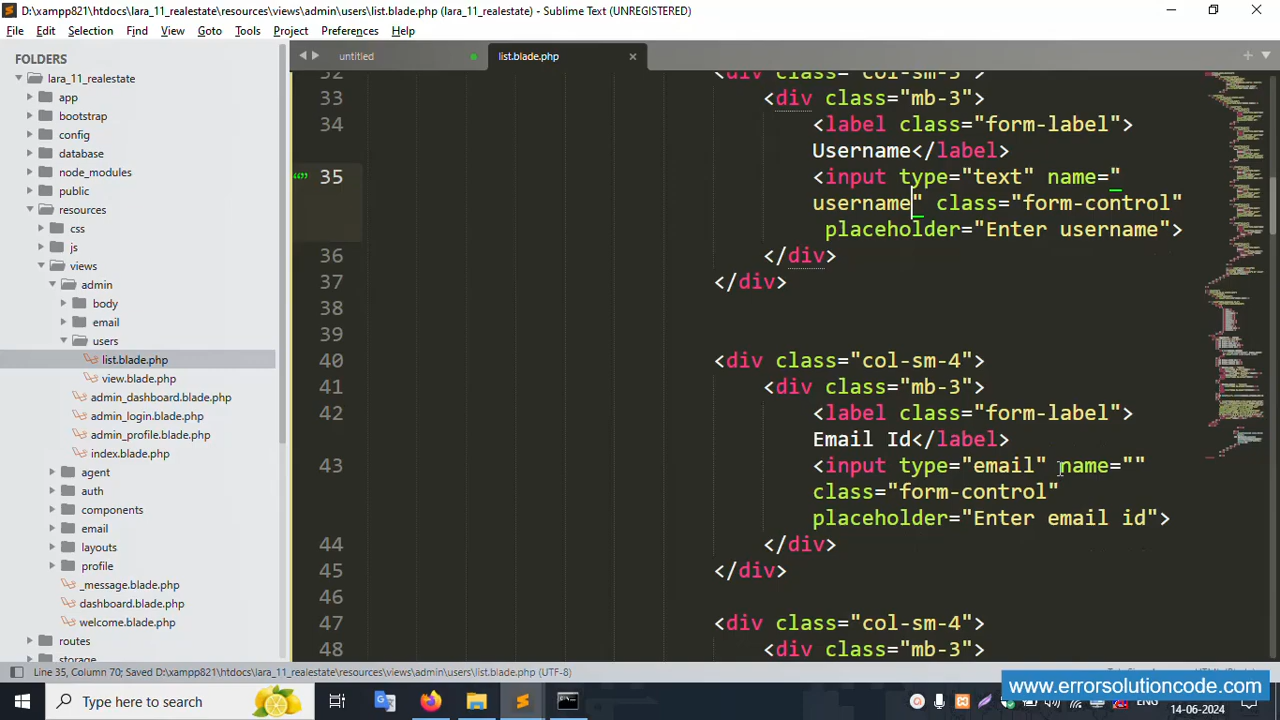 D:\xampp821\htdocs\lara_11_realestate\resources\views\admin\users\list.blade.php (lara_11_realestate) - Sublime Text (UNREGISTERED)
File Edit Selection Find View Goto Tools Project Preferences Help
FOLDERS
lara_11_realestate
app
bootstrap
config
database
node_modules
public
resources
css
js
views
admin
body
email
users
list.blade.php
view.blade.php
admin_dashboard.blade.php
admin_login.blade.php
admin_profile.blade.php
index.blade.php
agent
auth
components
email
layouts
profile
_message.blade.php
dashboard.blade.php
welcome.blade.php
routes
storage
untitled
list.blade.php
32 <div class="col-sm-3">
33 <div class="mb-3">
34 <label class="form-label">
Username</label>
35 <input type="text" name="
username" class="form-control"
placeholder="Enter username">
36 </div>
37 </div>
38
39
40 <div class="col-sm-4">
41 <div class="mb-3">
42 <label class="form-label">
Email Id</label>
43 <input type="email" name=""
class="form-control"
placeholder="Enter email id">
44 </div>
45 </div>
46
47 <div class="col-sm-4">
48 <div class="mb-3">
Line 35, Column 70; Saved D:\xampp821\htdocs\lara_11_realestate\resources\views\admin\users\list.blade.php (UTF-8)
www.errorsolutioncode.com
Type here to search
ENG
14-06-2024